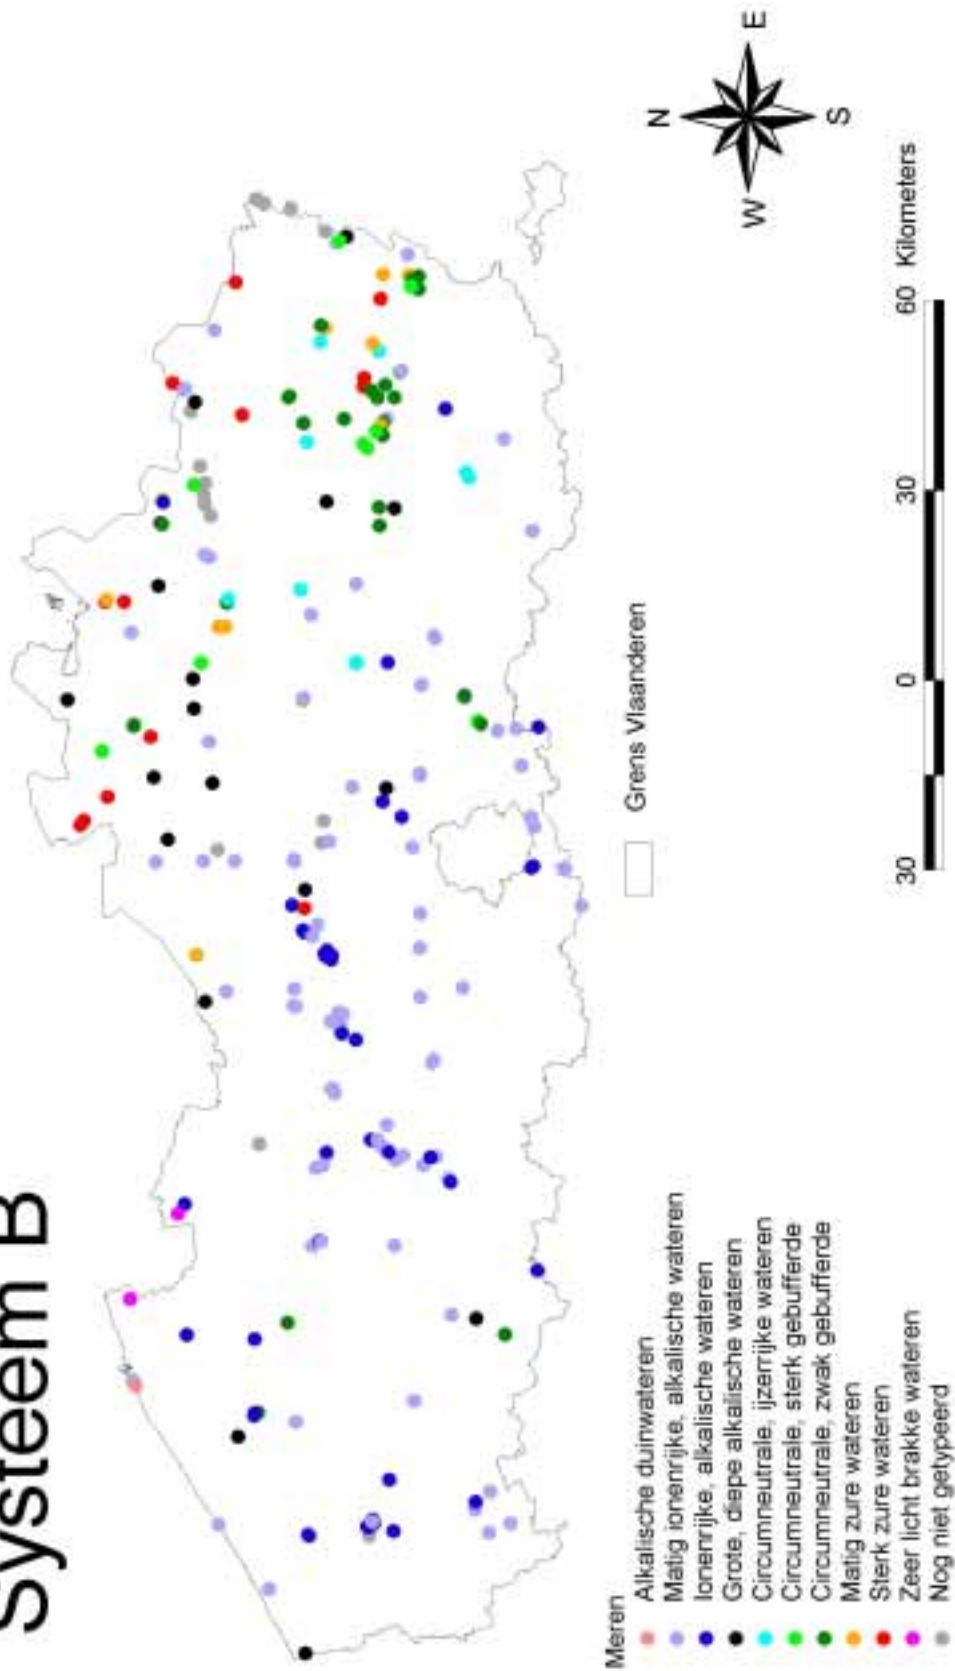 Systeem B
Meren
Alkalische duinwateren
Matig ionenrijke, alkalische wateren
Ionenrijke, alkalische wateren
Grote, diepe alkalische wateren
Circumneutrale, ijzerrijke wateren
Circumneutrale, sterk gebufferde
Circumneutrale, zwak gebufferde
Matig zure wateren
Sterk zure wateren
Zeer licht brakke wateren
Nog niet getypeerd
Grens Vlaanderen
30 0 30 60 Kilometers
N
W E
S